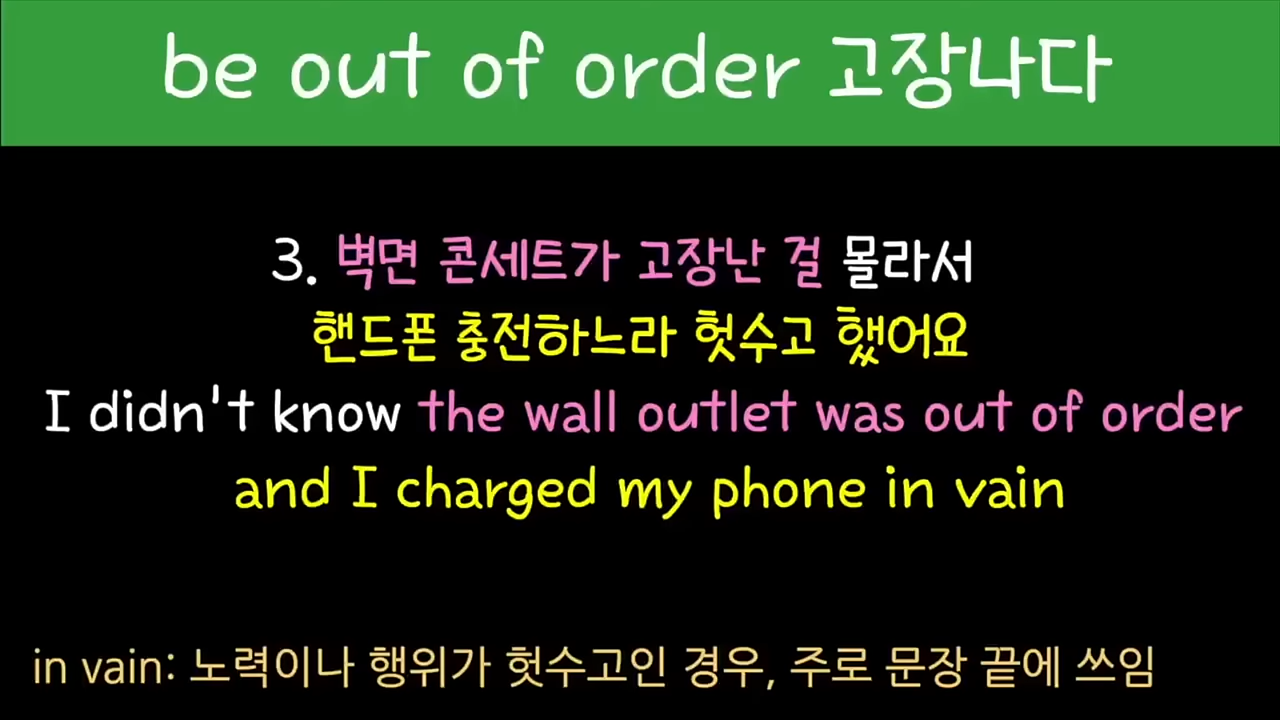 be out of order 고장나다
3. 벽면 콘세트가 고장난 걸 몰라서
핸드폰 충전하느라 헛수고 했어요
I didn't know the wall outlet was out of order
and I charged my phone in vain
in vain: 노력이나 행위가 헛수고인 경우, 주로 문장 끝에 쓰임